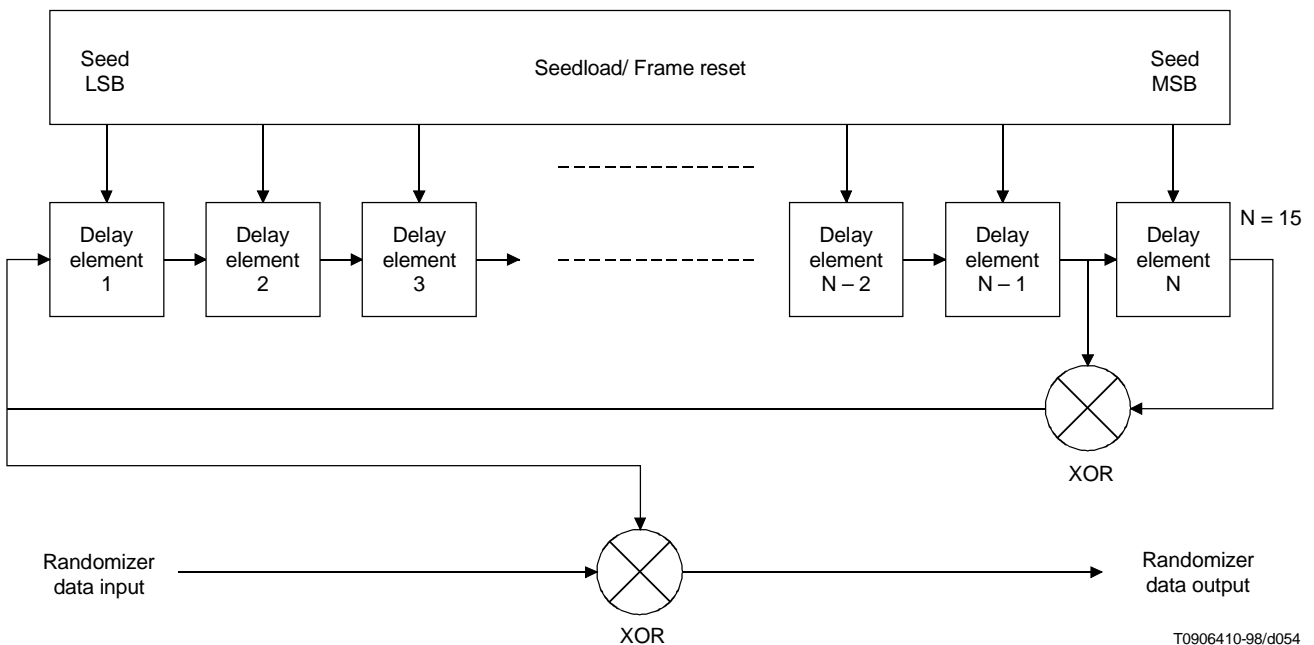 Seed
LSB
Seedload/ Frame reset
Seed
MSB
Delay
element
1
Delay
element
2
Delay
element
3
Delay
element
N – 2
Delay
element
N – 1
Delay
element
N
N = 15
XOR
Randomizer
data input
XOR
Randomizer
data output
T0906410-98/d054